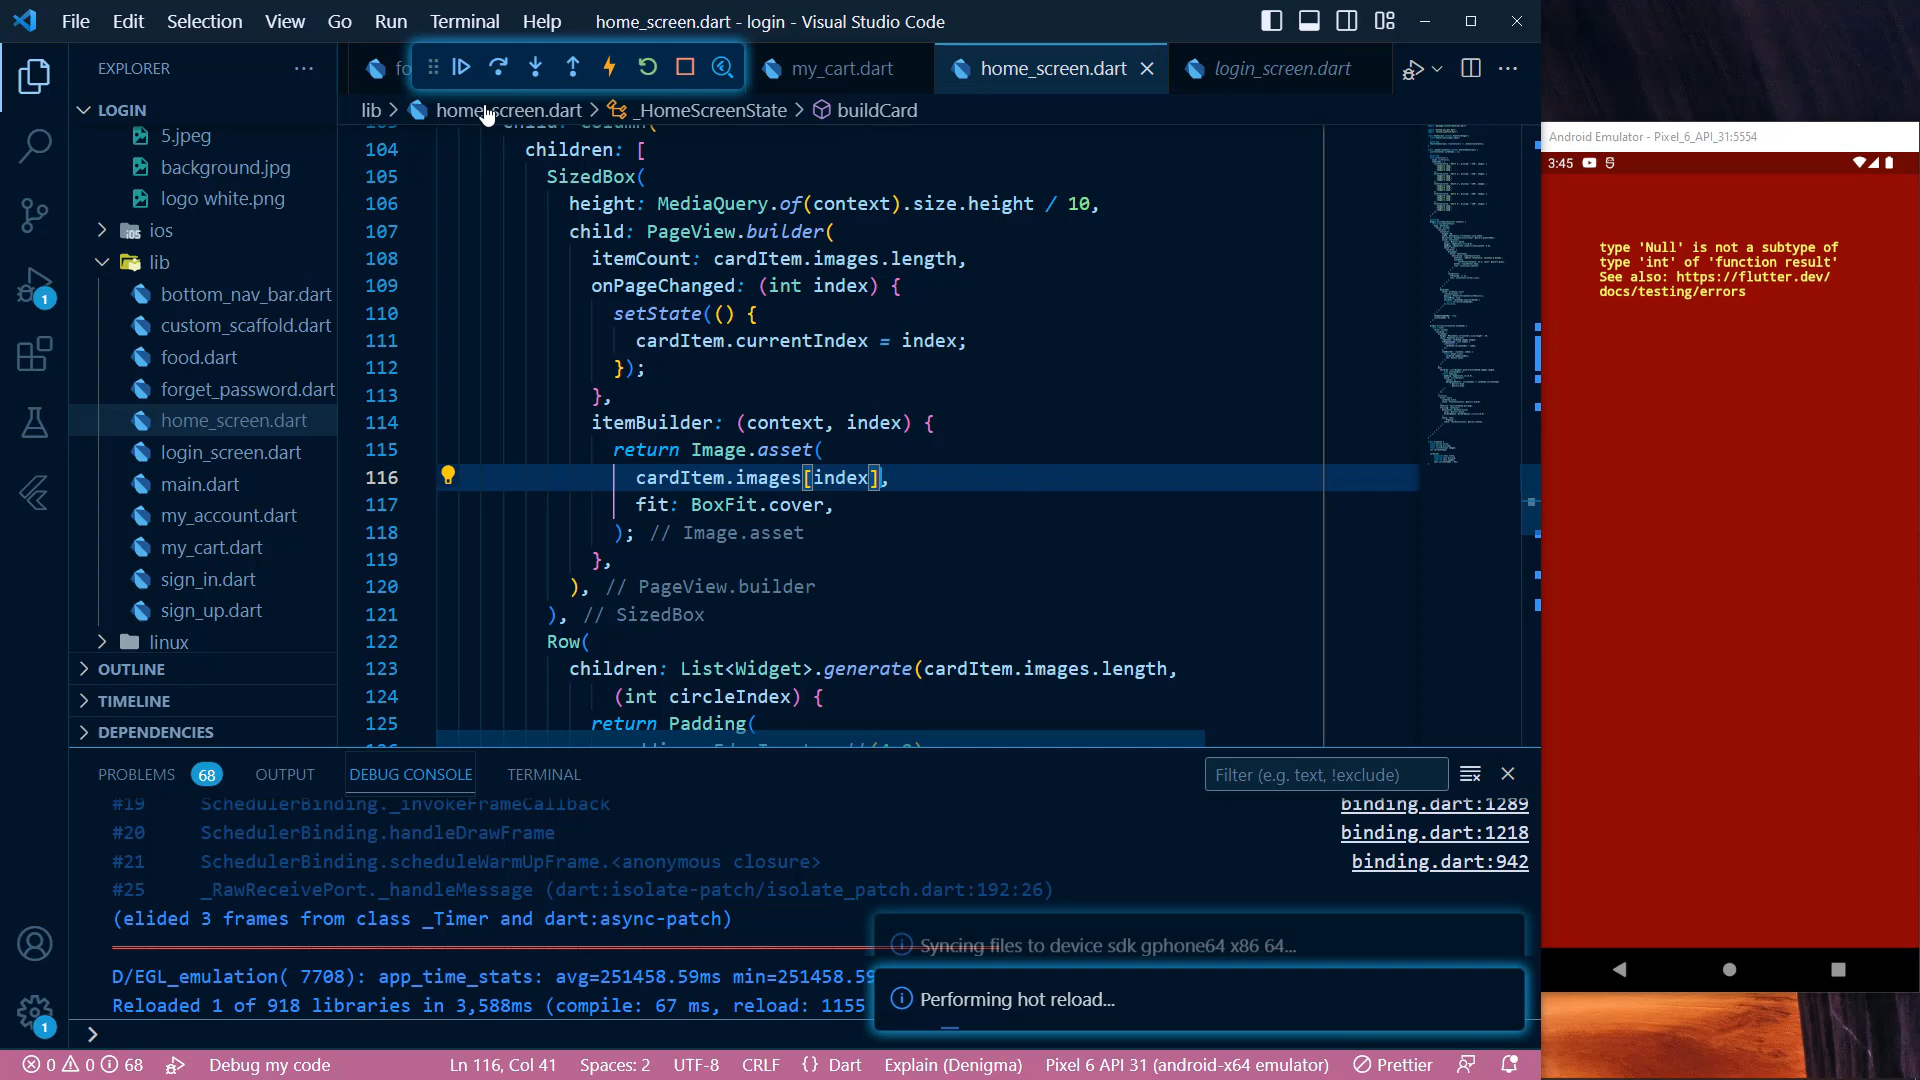 File Edit Selection View Go Run Terminal Help home_screen.dart - login - Visual Studio Code
EXPLORER
my_cart.dart
home_screen.dart
login_screen.dart
LOGIN
lib > home_screen.dart > _HomeScreenState > buildCard
5.jpeg
background.jpg
logo white.png
ios
lib
bottom_nav_bar.dart
custom_scaffold.dart
food.dart
forget_password.dart
home_screen.dart
login_screen.dart
main.dart
my_account.dart
my_cart.dart
sign_in.dart
sign_up.dart
linux
OUTLINE
TIMELINE
DEPENDENCIES
1
1
child: Column(
104 children: [
105 SizedBox(
106 height: MediaQuery.of(context).size.height / 10,
107 child: PageView.builder(
108 itemCount: cardItem.images.length,
109 onPageChanged: (int index) {
110 setState(() {
111 cardItem.currentIndex = index;
112 });
113 },
114 itemBuilder: (context, index) {
115 return Image.asset(
116 cardItem.images[index],
117 fit: BoxFit.cover,
118 ); // Image.asset
119 },
120 ), // PageView.builder
121 ), // SizedBox
122 Row(
123 children: List<Widget>.generate(cardItem.images.length,
124 (int circleIndex) {
125 return Padding(
PROBLEMS 68 OUTPUT DEBUG CONSOLE TERMINAL
Filter (e.g. text, !exclude)
#19 SchedulerBinding._invokeFrameCallback binding.dart:1289
#20 SchedulerBinding.handleDrawFrame binding.dart:1218
#21 SchedulerBinding.scheduleWarmUpFrame.<anonymous closure> binding.dart:942
#25 _RawReceivePort._handleMessage (dart:isolate-patch/isolate_patch.dart:192:26)
(elided 3 frames from class _Timer and dart:async-patch)
D/EGL_emulation( 7708): app_time_stats: avg=251458.59ms min=251458.59
Reloaded 1 of 918 libraries in 3,588ms (compile: 67 ms, reload: 1155
Syncing files to device sdk gphone64 x86 64...
Performing hot reload...
0 0 68 Debug my code Ln 116, Col 41 Spaces: 2 UTF-8 CRLF {} Dart Explain (Denigma) Pixel 6 API 31 (android-x64 emulator) Prettier
Android Emulator - Pixel_6_API_31:5554
3:45
type 'Null' is not a subtype of
type 'int' of 'function result'
See also: https://flutter.dev/
docs/testing/errors